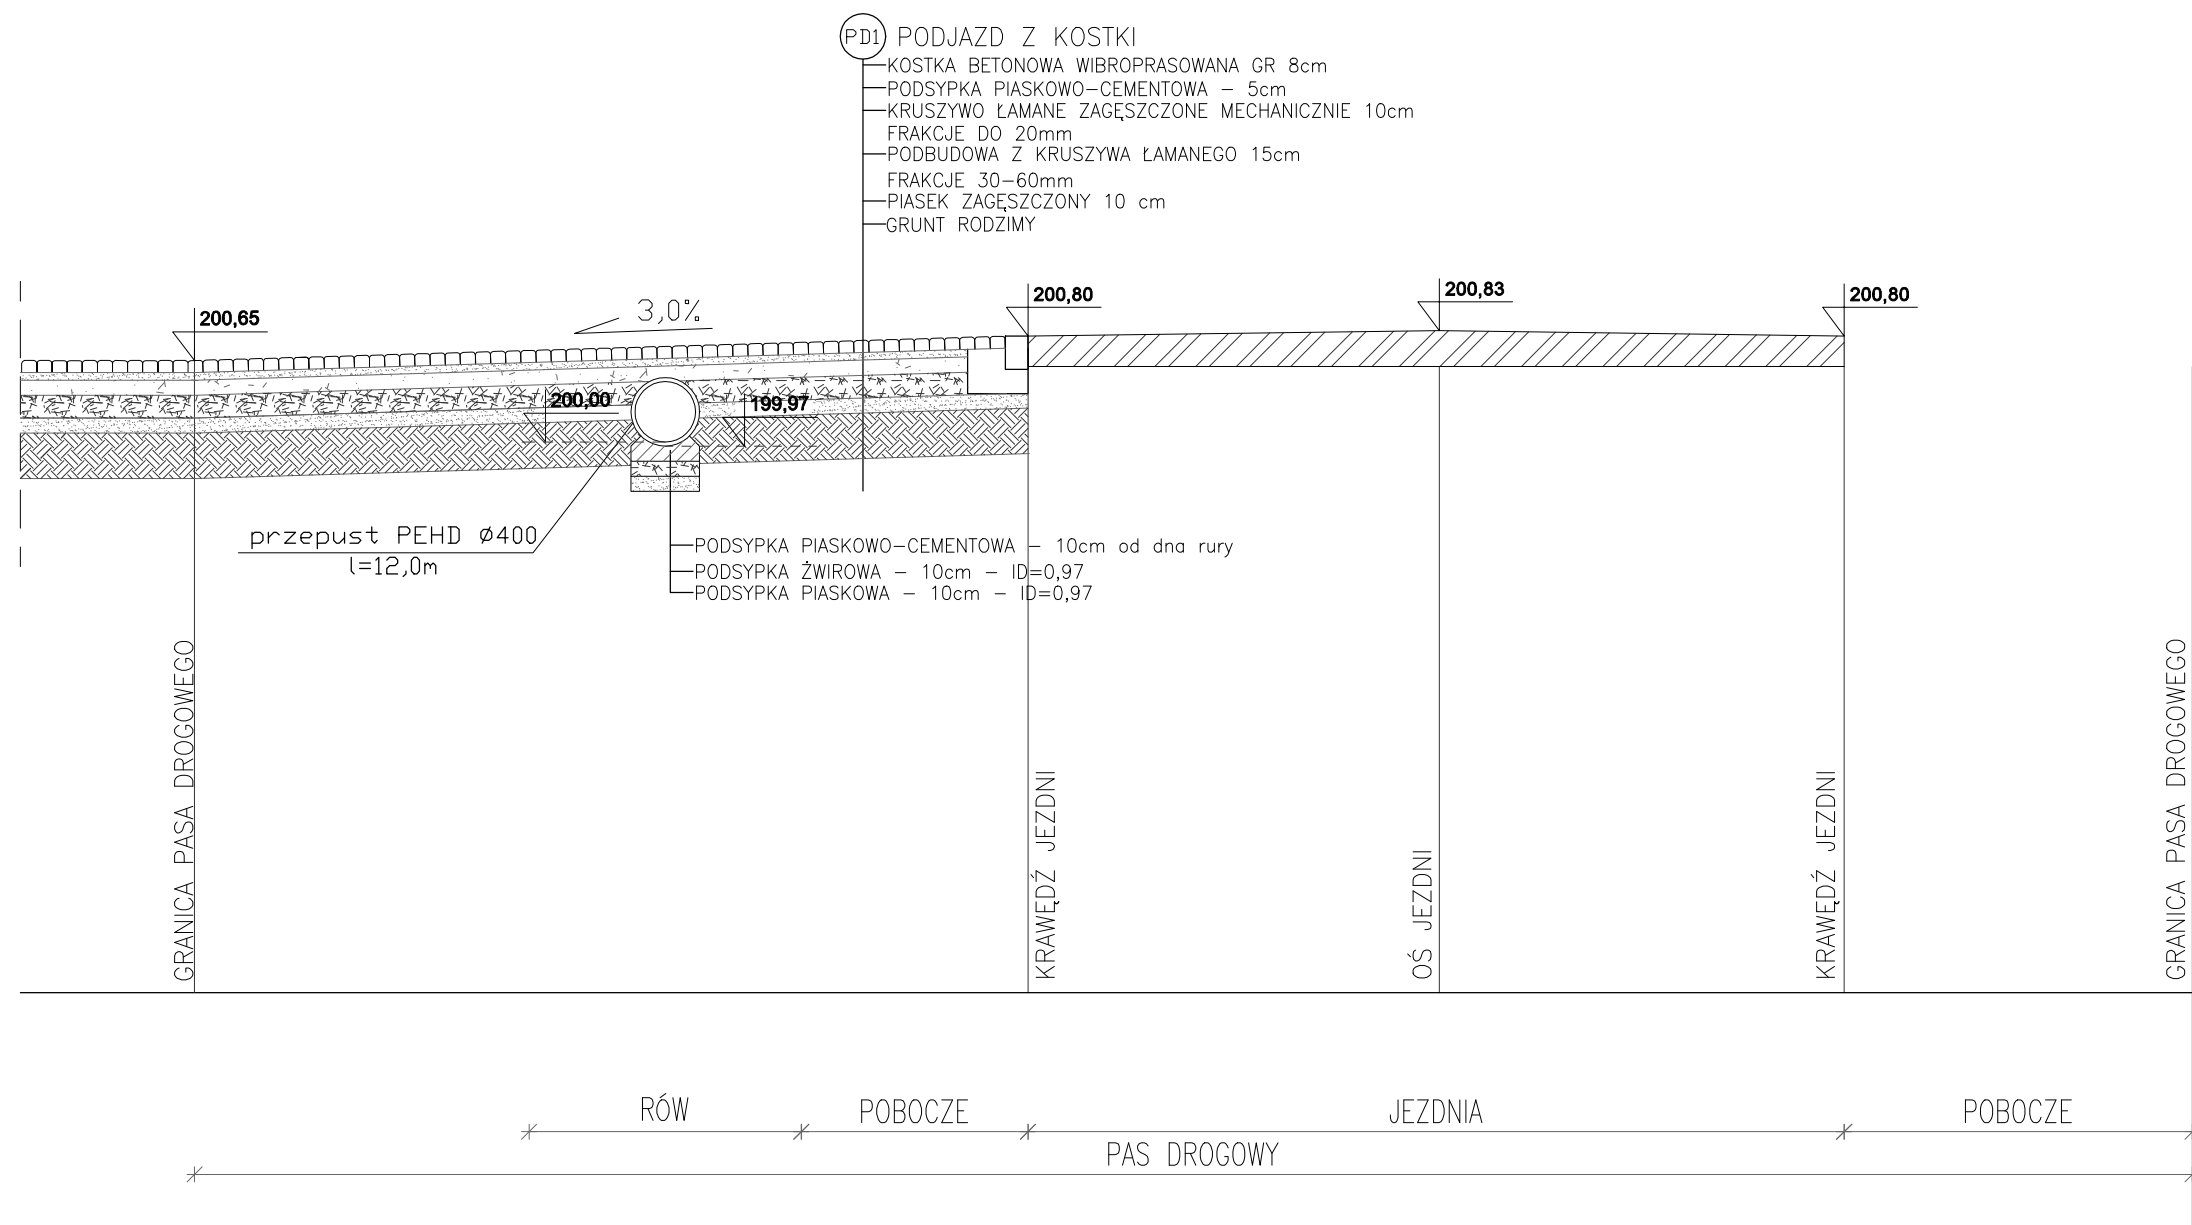 PD1 PODJAZD Z KOSTKI
KOSTKA BETONOWA WIBROPRASOWANA GR 8cm
PODSYPKA PIASKOWO-CEMENTOWA - 5cm
KRUSZYWO ŁAMANE ZAGĘSZCZONE MECHANICZNIE 10cm
FRAKCJE DO 20mm
PODBUDOWA Z KRUSZYWA ŁAMANEGO 15cm
FRAKCJE 30-60mm
PIASEK ZAGĘSZCZONY 10 cm
GRUNT RODZIMY
200,65
3,0%
200,80
200,83
200,80
200,00
199,97
przepust PEHD Ø400
l=12,0m
PODSYPKA PIASKOWO-CEMENTOWA - 10cm od dna rury
PODSYPKA ŻWIROWA - 10cm - ID=0,97
PODSYPKA PIASKOWA - 10cm - ID=0,97
GRANICA PASA DROGOWEGO
KRAWĘDŹ JEZDNI
OŚ JEZDNI
KRAWĘDŹ JEZDNI
GRANICA PASA DROGOWEGO
RÓW
POBOCZE
JEZDNIA
POBOCZE
PAS DROGOWY